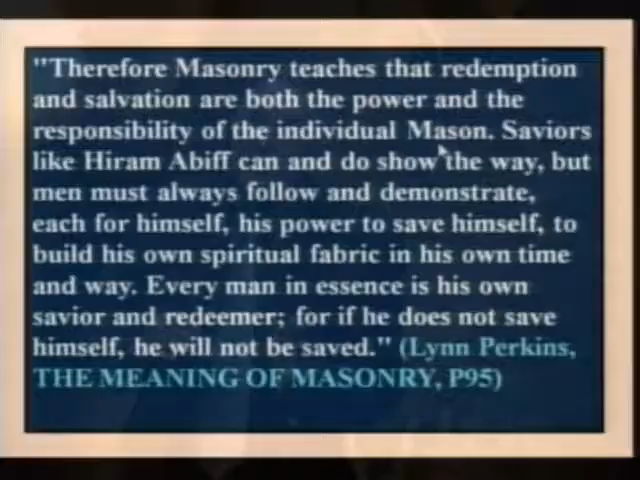 "Therefore Masonry teaches that redemption
and salvation are both the power and the
responsibility of the individual Mason. Saviors
like Hiram Abiff can and do show the way, but
men must always follow and demonstrate,
each for himself, his power to save himself, to
build his own spiritual fabric in his own time
and way. Every man in essence is his own
savior and redeemer; for if he does not save
himself, he will not be saved." (Lynn Perkins,
THE MEANING OF MASONRY, P95)